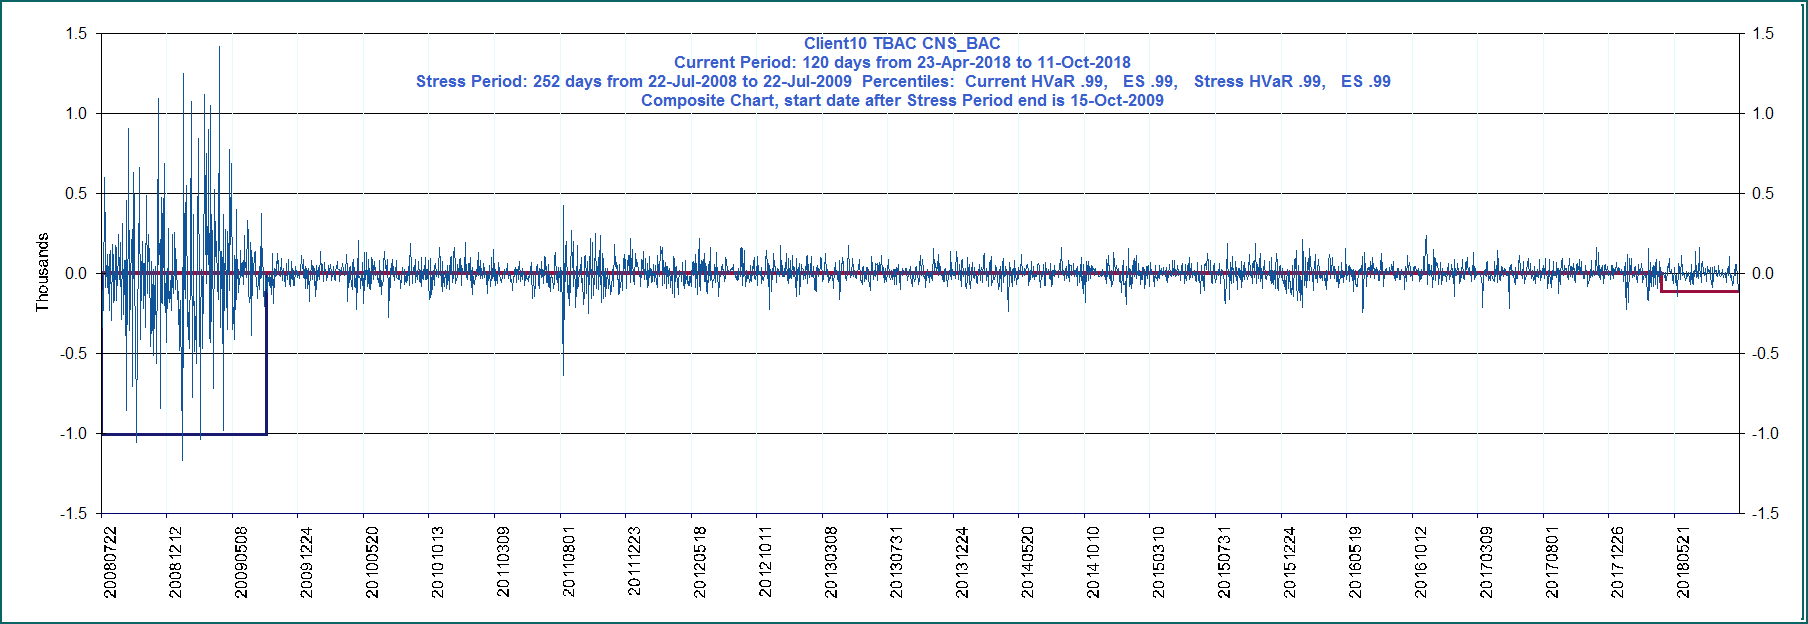 Client10 TBAC CNS_BAC
Current Period: 120 days from 23-Apr-2018 to 11-Oct-2018
Stress Period: 252 days from 22-Jul-2008 to 22-Jul-2009  Percentiles:  Current HVaR .99,   ES .99,   Stress HVaR .99,   ES .99
Composite Chart, start date after Stress Period end is 15-Oct-2009
1.5 1.5
1.0 1.0
0.5 0.5
0.0 0.0
-0.5 -0.5
-1.0 -1.0
-1.5 -1.5
Thousands
20080722 20081212 20090508 20091224 20100520 20101013 20110309 20110801 20111223 20120518 20121011 20130308 20130731 20131224 20140520 20141010 20150310 20150731 20151224 20160519 20161012 20170309 20170801 20171226 20180521